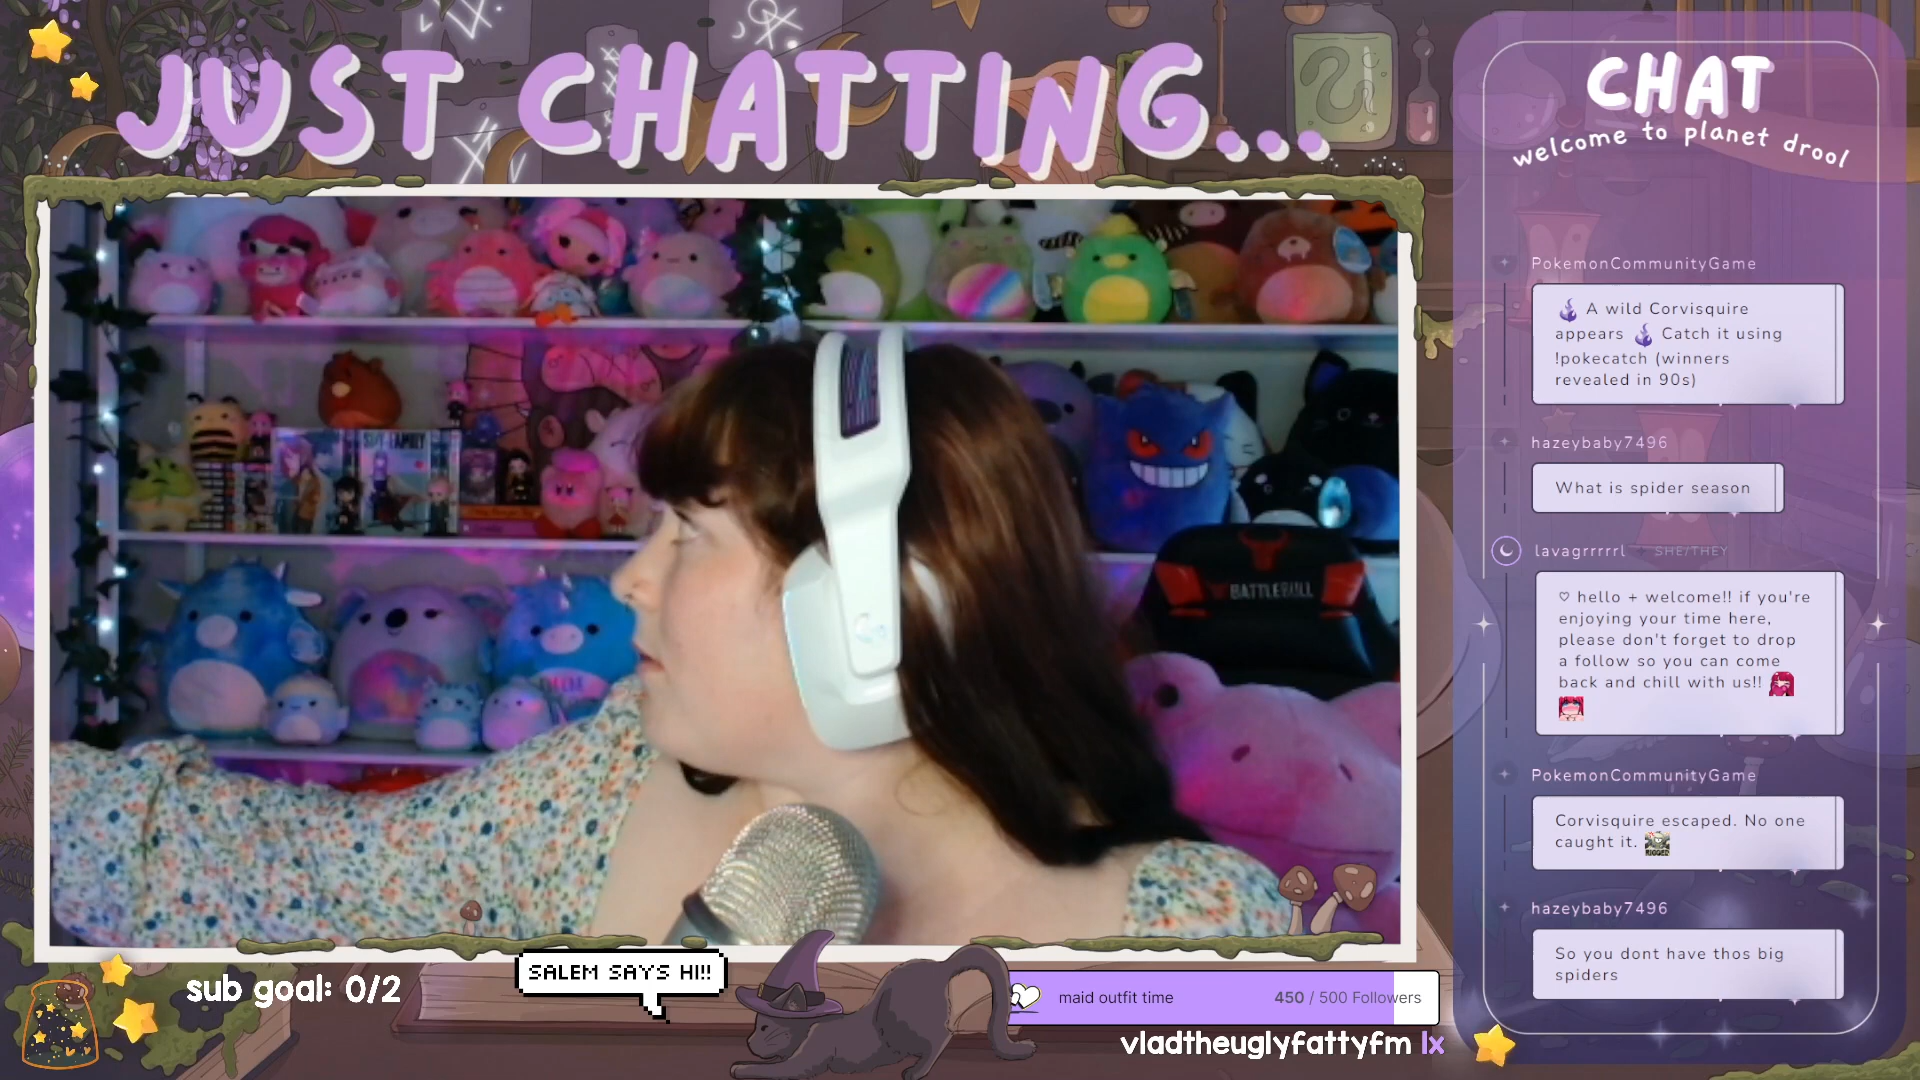 JUST CHATTING...
CHAT
welcome to planet drool
PokemonCommunityGame
A wild Corvisquire
appears Catch it using
!pokecatch (winners
revealed in 90s)
hazeybaby7496
What is spider season
lavagrrrrrl SHE/THEY
♡ hello + welcome!! if you're
enjoying your time here,
please don't forget to drop
a follow so you can come
back and chill with us!!
PokemonCommunityGame
Corvisquire escaped. No one
caught it.
hazeybaby7496
So you dont have thos big
spiders
BATTLEBULL
sub goal: 0/2
SALEM SAYS HI!!
maid outfit time 450 / 500 Followers
vladtheuglyfattyfm 1x